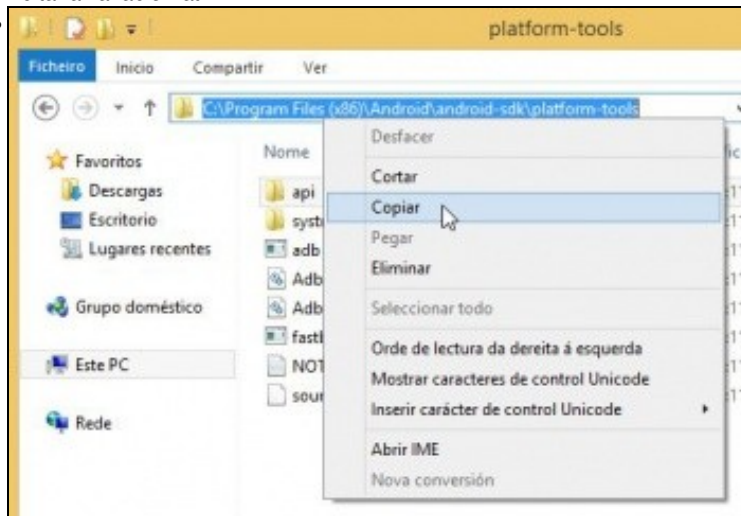 platform-tools
Ficheiro Inicio Compartir Ver
C:\Program Files (x86)\Android\android-sdk\platform-tools
Favoritos
Descargas
Escritorio
Lugares recentes
Grupo doméstico
Este PC
Rede
Nome
api
adb
Adb
Adb
Desfacer
Cortar
Copiar
Pegar
Eliminar
Seleccionar todo
Orde de lectura da dereita á esquerda
Mostrar caracteres de control Unicode
Inserir carácter de control Unicode
Abrir IME
Nova conversión